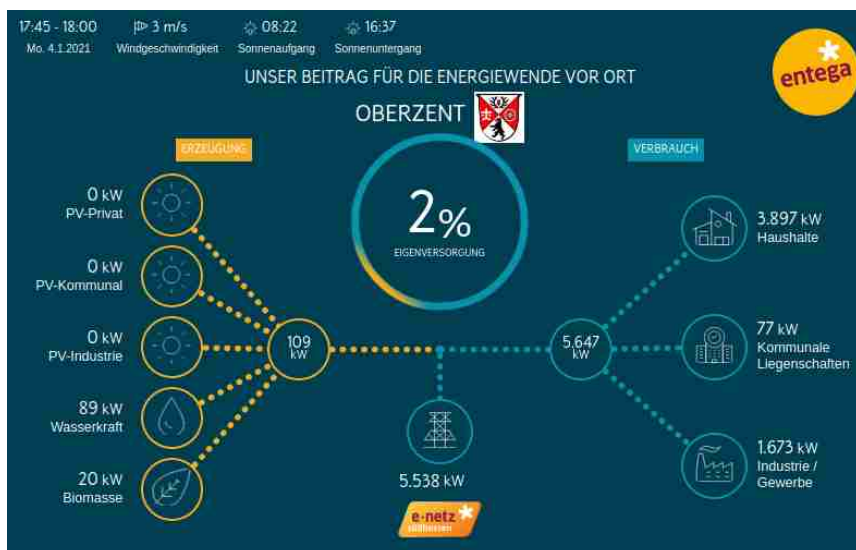 17:45 - 18:00
Mo. 4.1.2021
3 m/s
Windgeschwindigkeit
08:22
Sonnenaufgang
16:37
Sonnenuntergang
entega
UNSER BEITRAG FÜR DIE ENERGIEWENDE VOR ORT
OBERZENT
ERZEUGUNG
VERBRAUCH
2%
EIGENVERSORGUNG
0 kW
PV-Privat
0 kW
PV-Kommunal
0 kW
PV-Industrie
89 kW
Wasserkraft
20 kW
Biomasse
109
kW
5.647
kW
3.897 kW
Haushalte
77 kW
Kommunale
Liegenschaften
1.673 kW
Industrie /
Gewerbe
5.538 kW
e-netz
südhessen